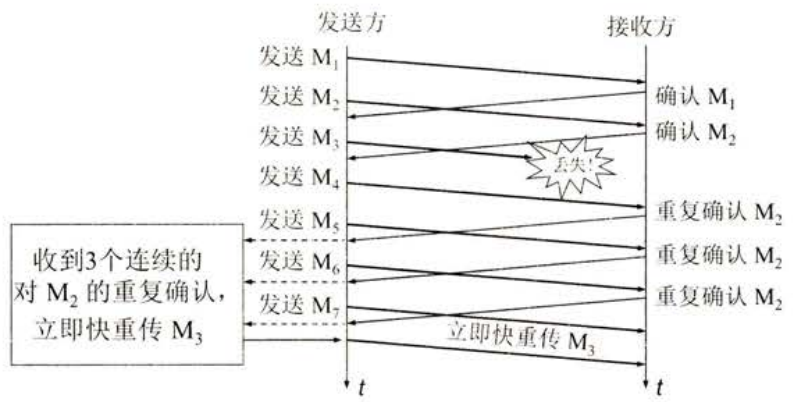 发送方
接收方
发送 M₁
发送 M₂
确认 M₁
发送 M₃
确认 M₂
丢失!
发送 M₄
重复确认 M₂
发送 M₅
重复确认 M₂
发送 M₆
重复确认 M₂
发送 M₇
收到3个连续的
对 M₂ 的重复确认，
立即快重传 M₃
立即快重传 M₃
t
t